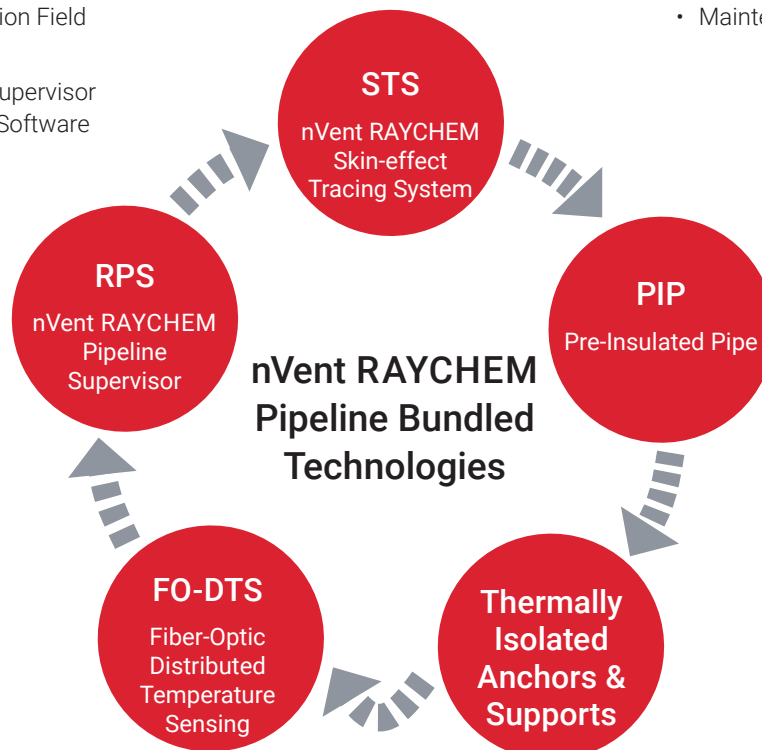 ion Field
• Mainte
upervisor
Software
STS
nVent RAYCHEM
Skin-effect
Tracing System
PIP
Pre-Insulated Pipe
RPS
nVent RAYCHEM
Pipeline
Supervisor
nVent RAYCHEM
Pipeline Bundled
Technologies
FO-DTS
Fiber-Optic
Distributed
Temperature
Sensing
Thermally
Isolated
Anchors &
Supports